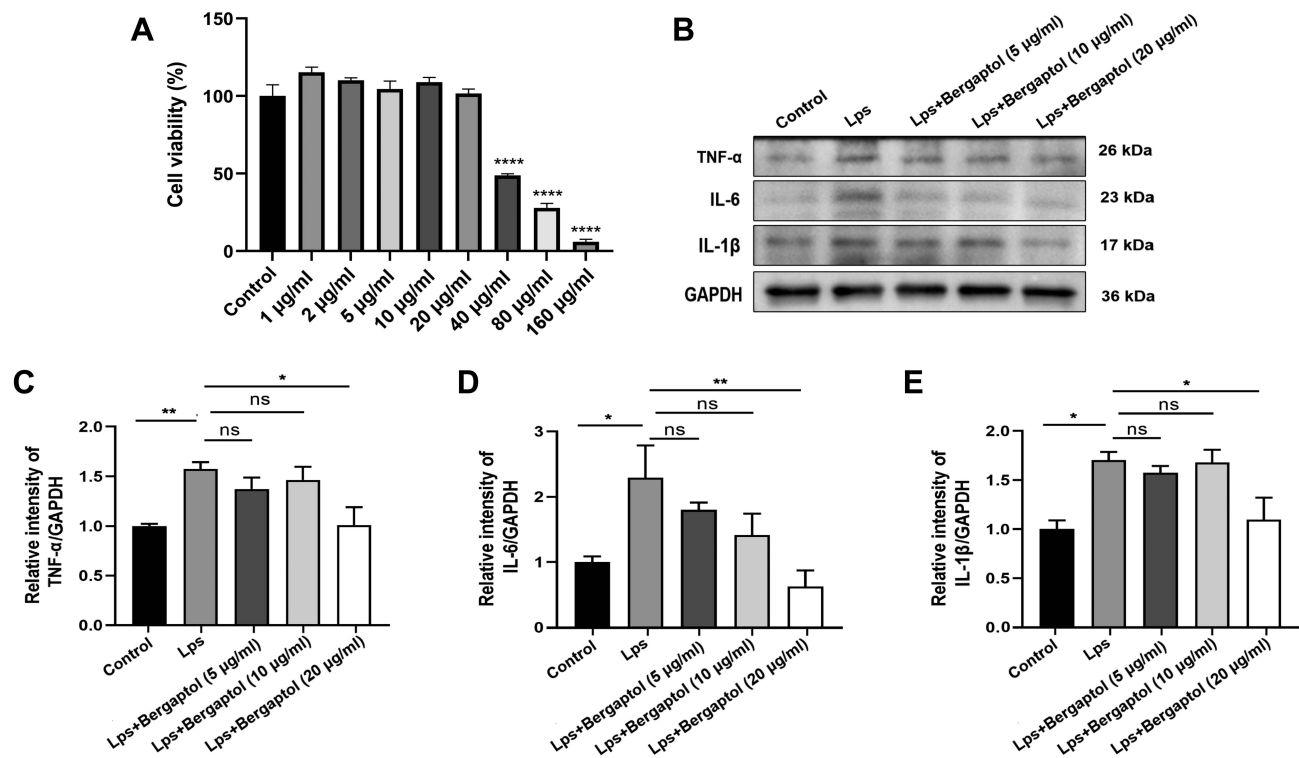 A
Cell viability (%)
150
100
50
0
****
****
****
Control
1 μg/ml
2 μg/ml
5 μg/ml
10 μg/ml
20 μg/ml
40 μg/ml
80 μg/ml
160 μg/ml
B
Control
Lps
Lps+Bergaptol (5 μg/ml)
Lps+Bergaptol (10 μg/ml)
Lps+Bergaptol (20 μg/ml)
TNF-α 26 kDa
IL-6 23 kDa
IL-1β 17 kDa
GAPDH 36 kDa
C
Relative intensity of
TNF-α/GAPDH
*
ns
**
ns
2.0
1.5
1.0
0.5
0.0
Control
Lps
Lps+Bergaptol (5 μg/ml)
Lps+Bergaptol (10 μg/ml)
Lps+Bergaptol (20 μg/ml)
D
Relative intensity of
IL-6/GAPDH
**
ns
*
ns
3
2
1
0
Control
Lps
Lps+Bergaptol (5 μg/ml)
Lps+Bergaptol (10 μg/ml)
Lps+Bergaptol (20 μg/ml)
E
Relative intensity of
IL-1β/GAPDH
*
ns
*
ns
2.0
1.5
1.0
0.5
0.0
Control
Lps
Lps+Bergaptol (5 μg/ml)
Lps+Bergaptol (10 μg/ml)
Lps+Bergaptol (20 μg/ml)